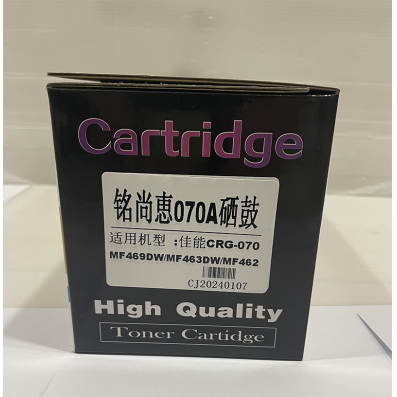 Cartridge
铭尚惠070A硒鼓
适用机型 :佳能CRG-070
MF469DW/MF463DW/MF462
CJ20240107
High Quality
Toner Cartidge